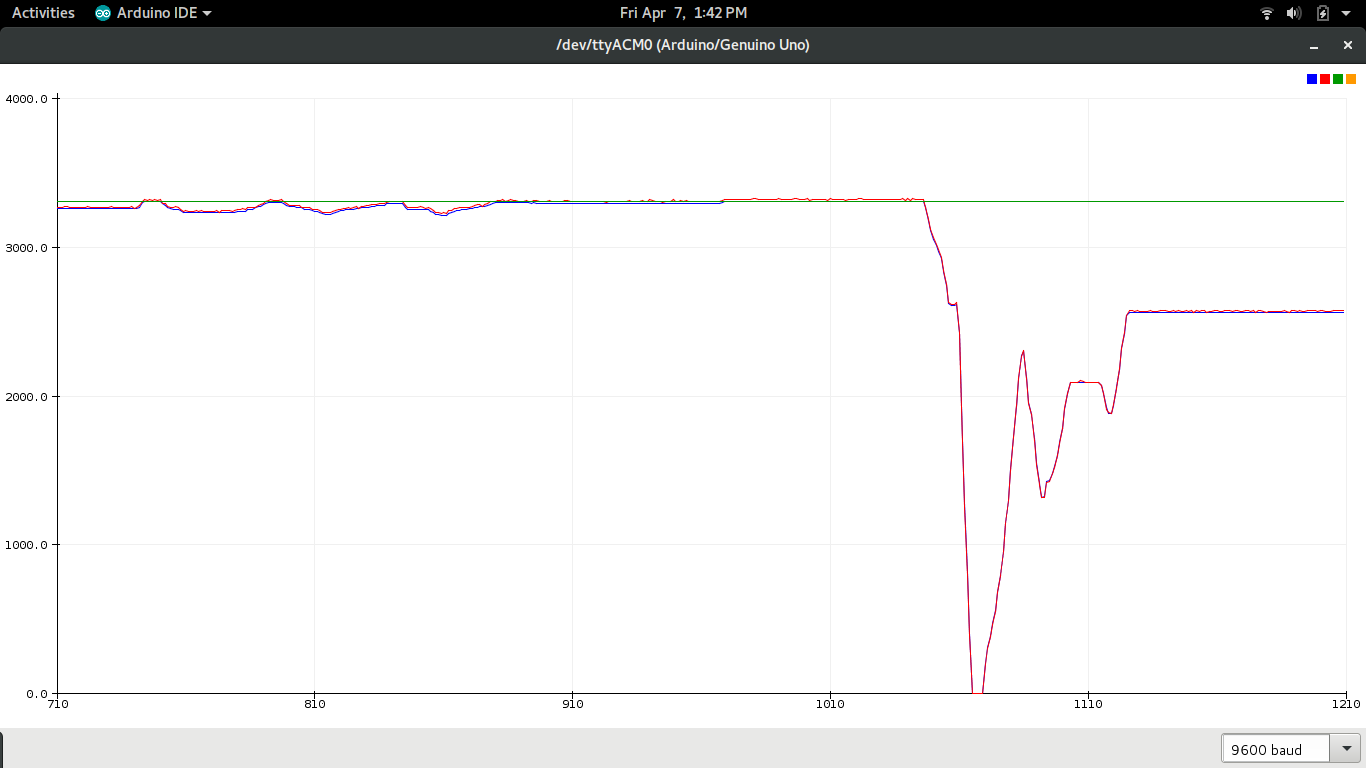 Activities Arduino IDE Fri Apr 7, 1:42 PM
/dev/ttyACM0 (Arduino/Genuino Uno)
4000.0
3000.0
2000.0
1000.0
0.0
710 810 910 1010 1110 1210
9600 baud